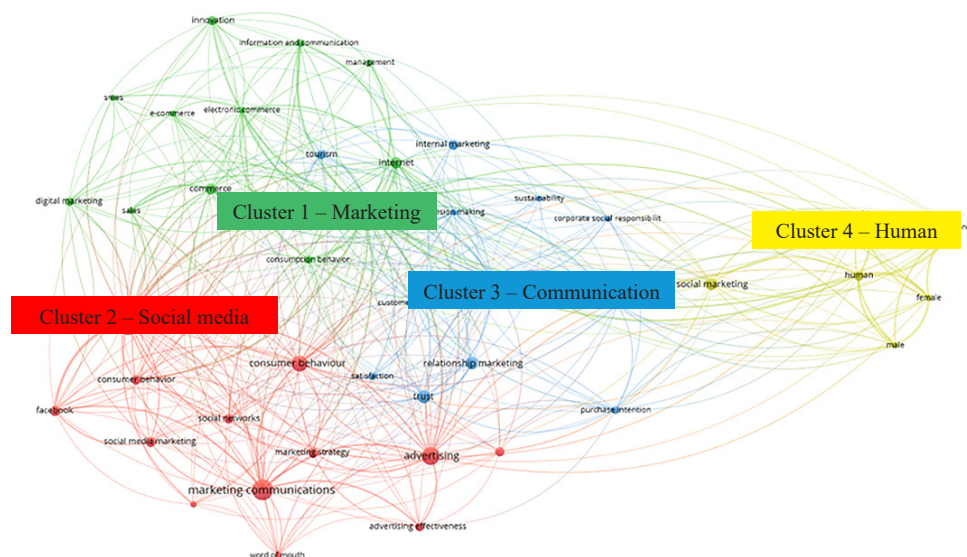 innovation
information and communication
management
smes
e-commerce
electronic commerce
internal marketing
tourism
internet
commerce
digital marketing
sales
sustainability
making
corporate social responsibilit
Cluster 1 – Marketing
Cluster 4 – Human
consumption behavior
human
social marketing
Cluster 3 – Communication
female
Cluster 2 – Social media
male
consumer behaviour
relationship marketing
satisfaction
consumer behavior
trust
facebook
purchase intention
social networks
social media marketing
marketing strategy
advertising
marketing communications
advertising effectiveness
word of mouth